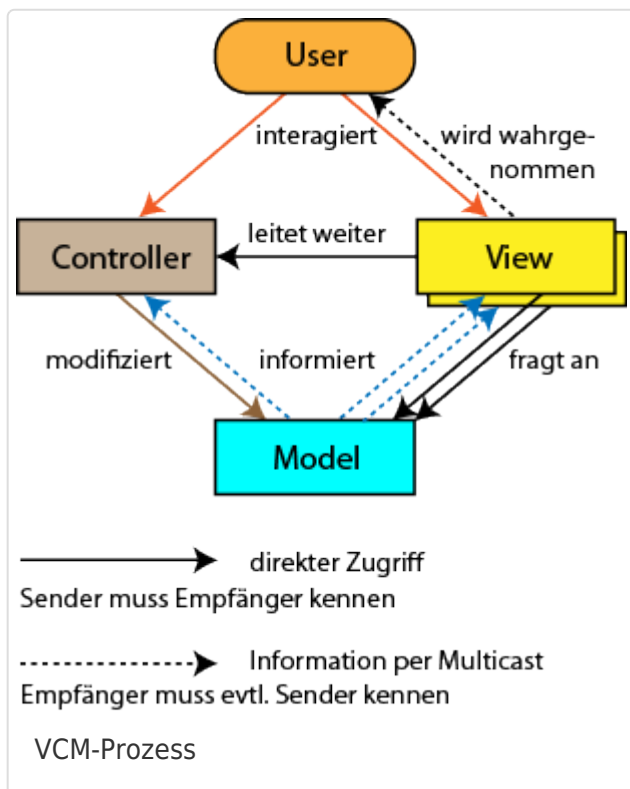 User
interagiert
wird wahrge-
nommen
leitet weiter
Controller
View
modifiziert
informiert
fragt an
Model
direkter Zugriff
Sender muss Empfänger kennen
Information per Multicast
Empfänger muss evtl. Sender kennen
VCM-Prozess